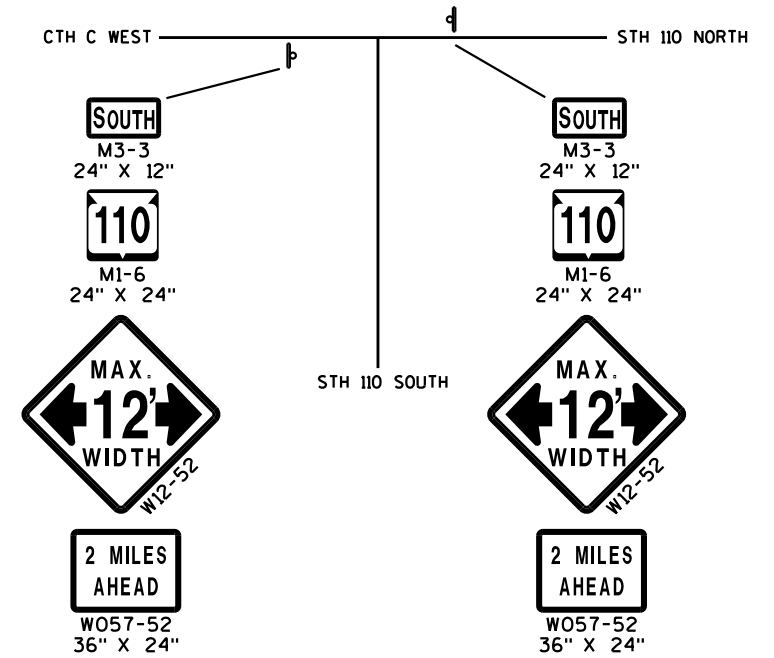 CTH C WEST
STH 110 NORTH
SOUTH
M3-3
24" X 12"
110
M1-6
24" X 24"
MAX.
12'
WIDTH
W12-52
2 MILES
AHEAD
WO57-52
36" X 24"
STH 110 SOUTH
SOUTH
M3-3
24" X 12"
110
M1-6
24" X 24"
MAX.
12'
WIDTH
W12-52
2 MILES
AHEAD
WO57-52
36" X 24"